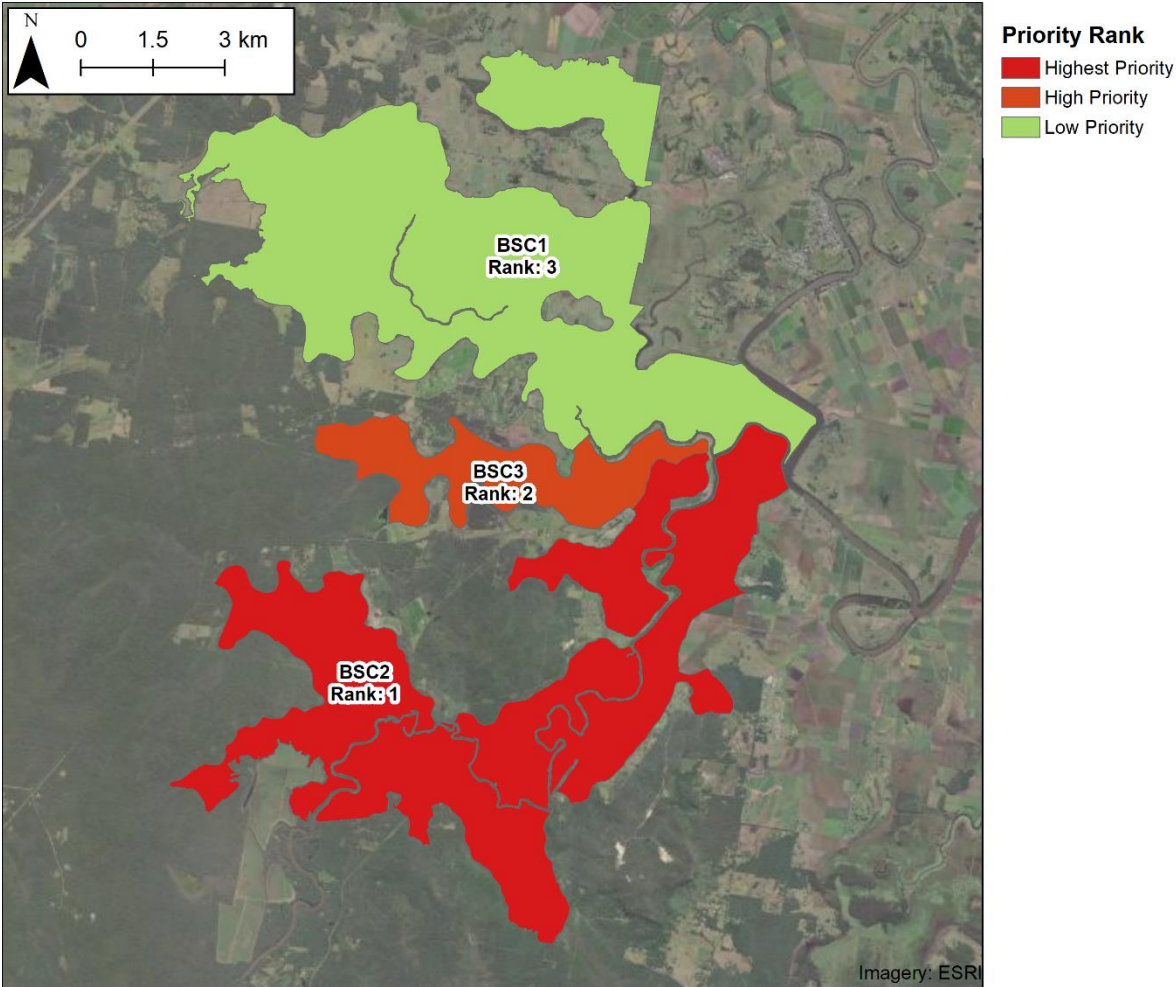 N
0 1.5 3 km
Priority Rank
Highest Priority
High Priority
Low Priority
BSC1
Rank: 3
BSC3
Rank: 2
BSC2
Rank: 1
Imagery: ESRI